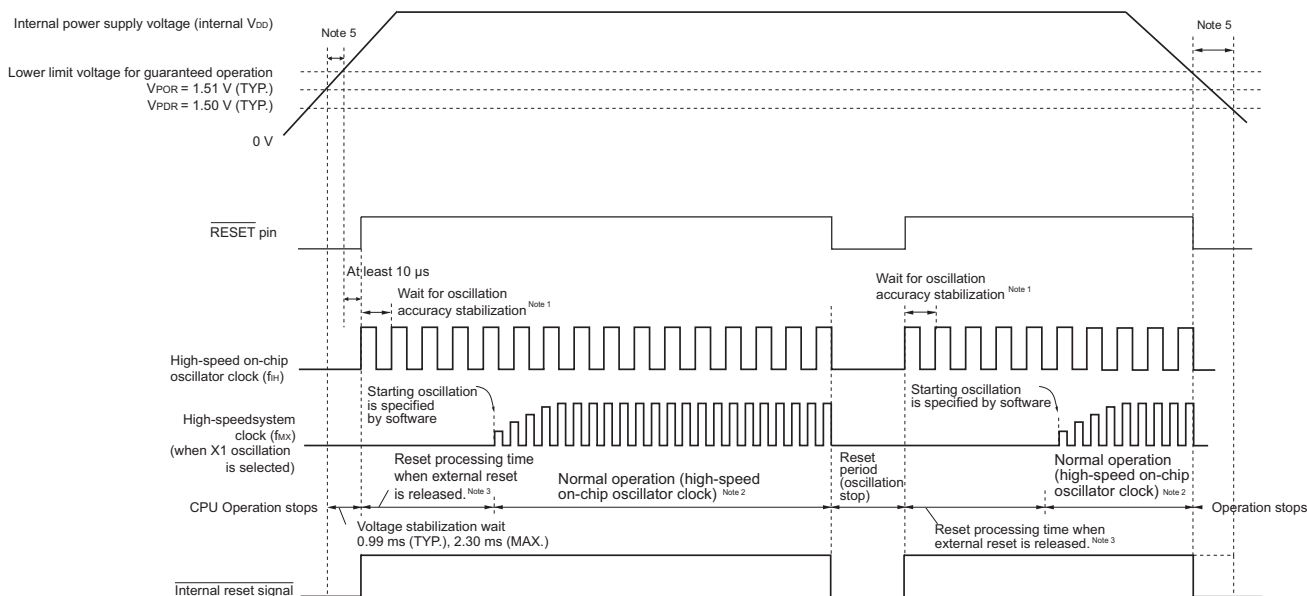 Internal power supply voltage (internal VDD)
Note 5
Note 5
Lower limit voltage for guaranteed operation
VPOR = 1.51 V (TYP.)
VPDR = 1.50 V (TYP.)
0 V
RESET pin
At least 10 µs
Wait for oscillation
accuracy stabilization Note 1
Wait for oscillation
accuracy stabilization Note 1
High-speed on-chip
oscillator clock (fIH)
Starting oscillation
is specified
by software
Starting oscillation
is specified by software
High-speedsystem
clock (fMX)
(when X1 oscillation
is selected)
Reset processing time
when external reset
is released. Note 3
Normal operation (high-speed
on-chip oscillator clock) Note 2
Reset
period
(oscillation
stop)
Normal operation
(high-speed on-chip
oscillator clock) Note 2
CPU Operation stops
Operation stops
Voltage stabilization wait
0.99 ms (TYP.), 2.30 ms (MAX.)
Reset processing time when
external reset is released. Note 3
Internal reset signal